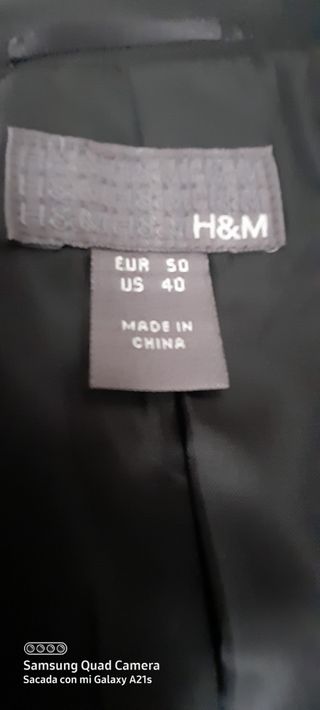 H&M
EUR 50
US 40
MADE IN
CHINA
Samsung Quad Camera
Sacada con mi Galaxy A21s